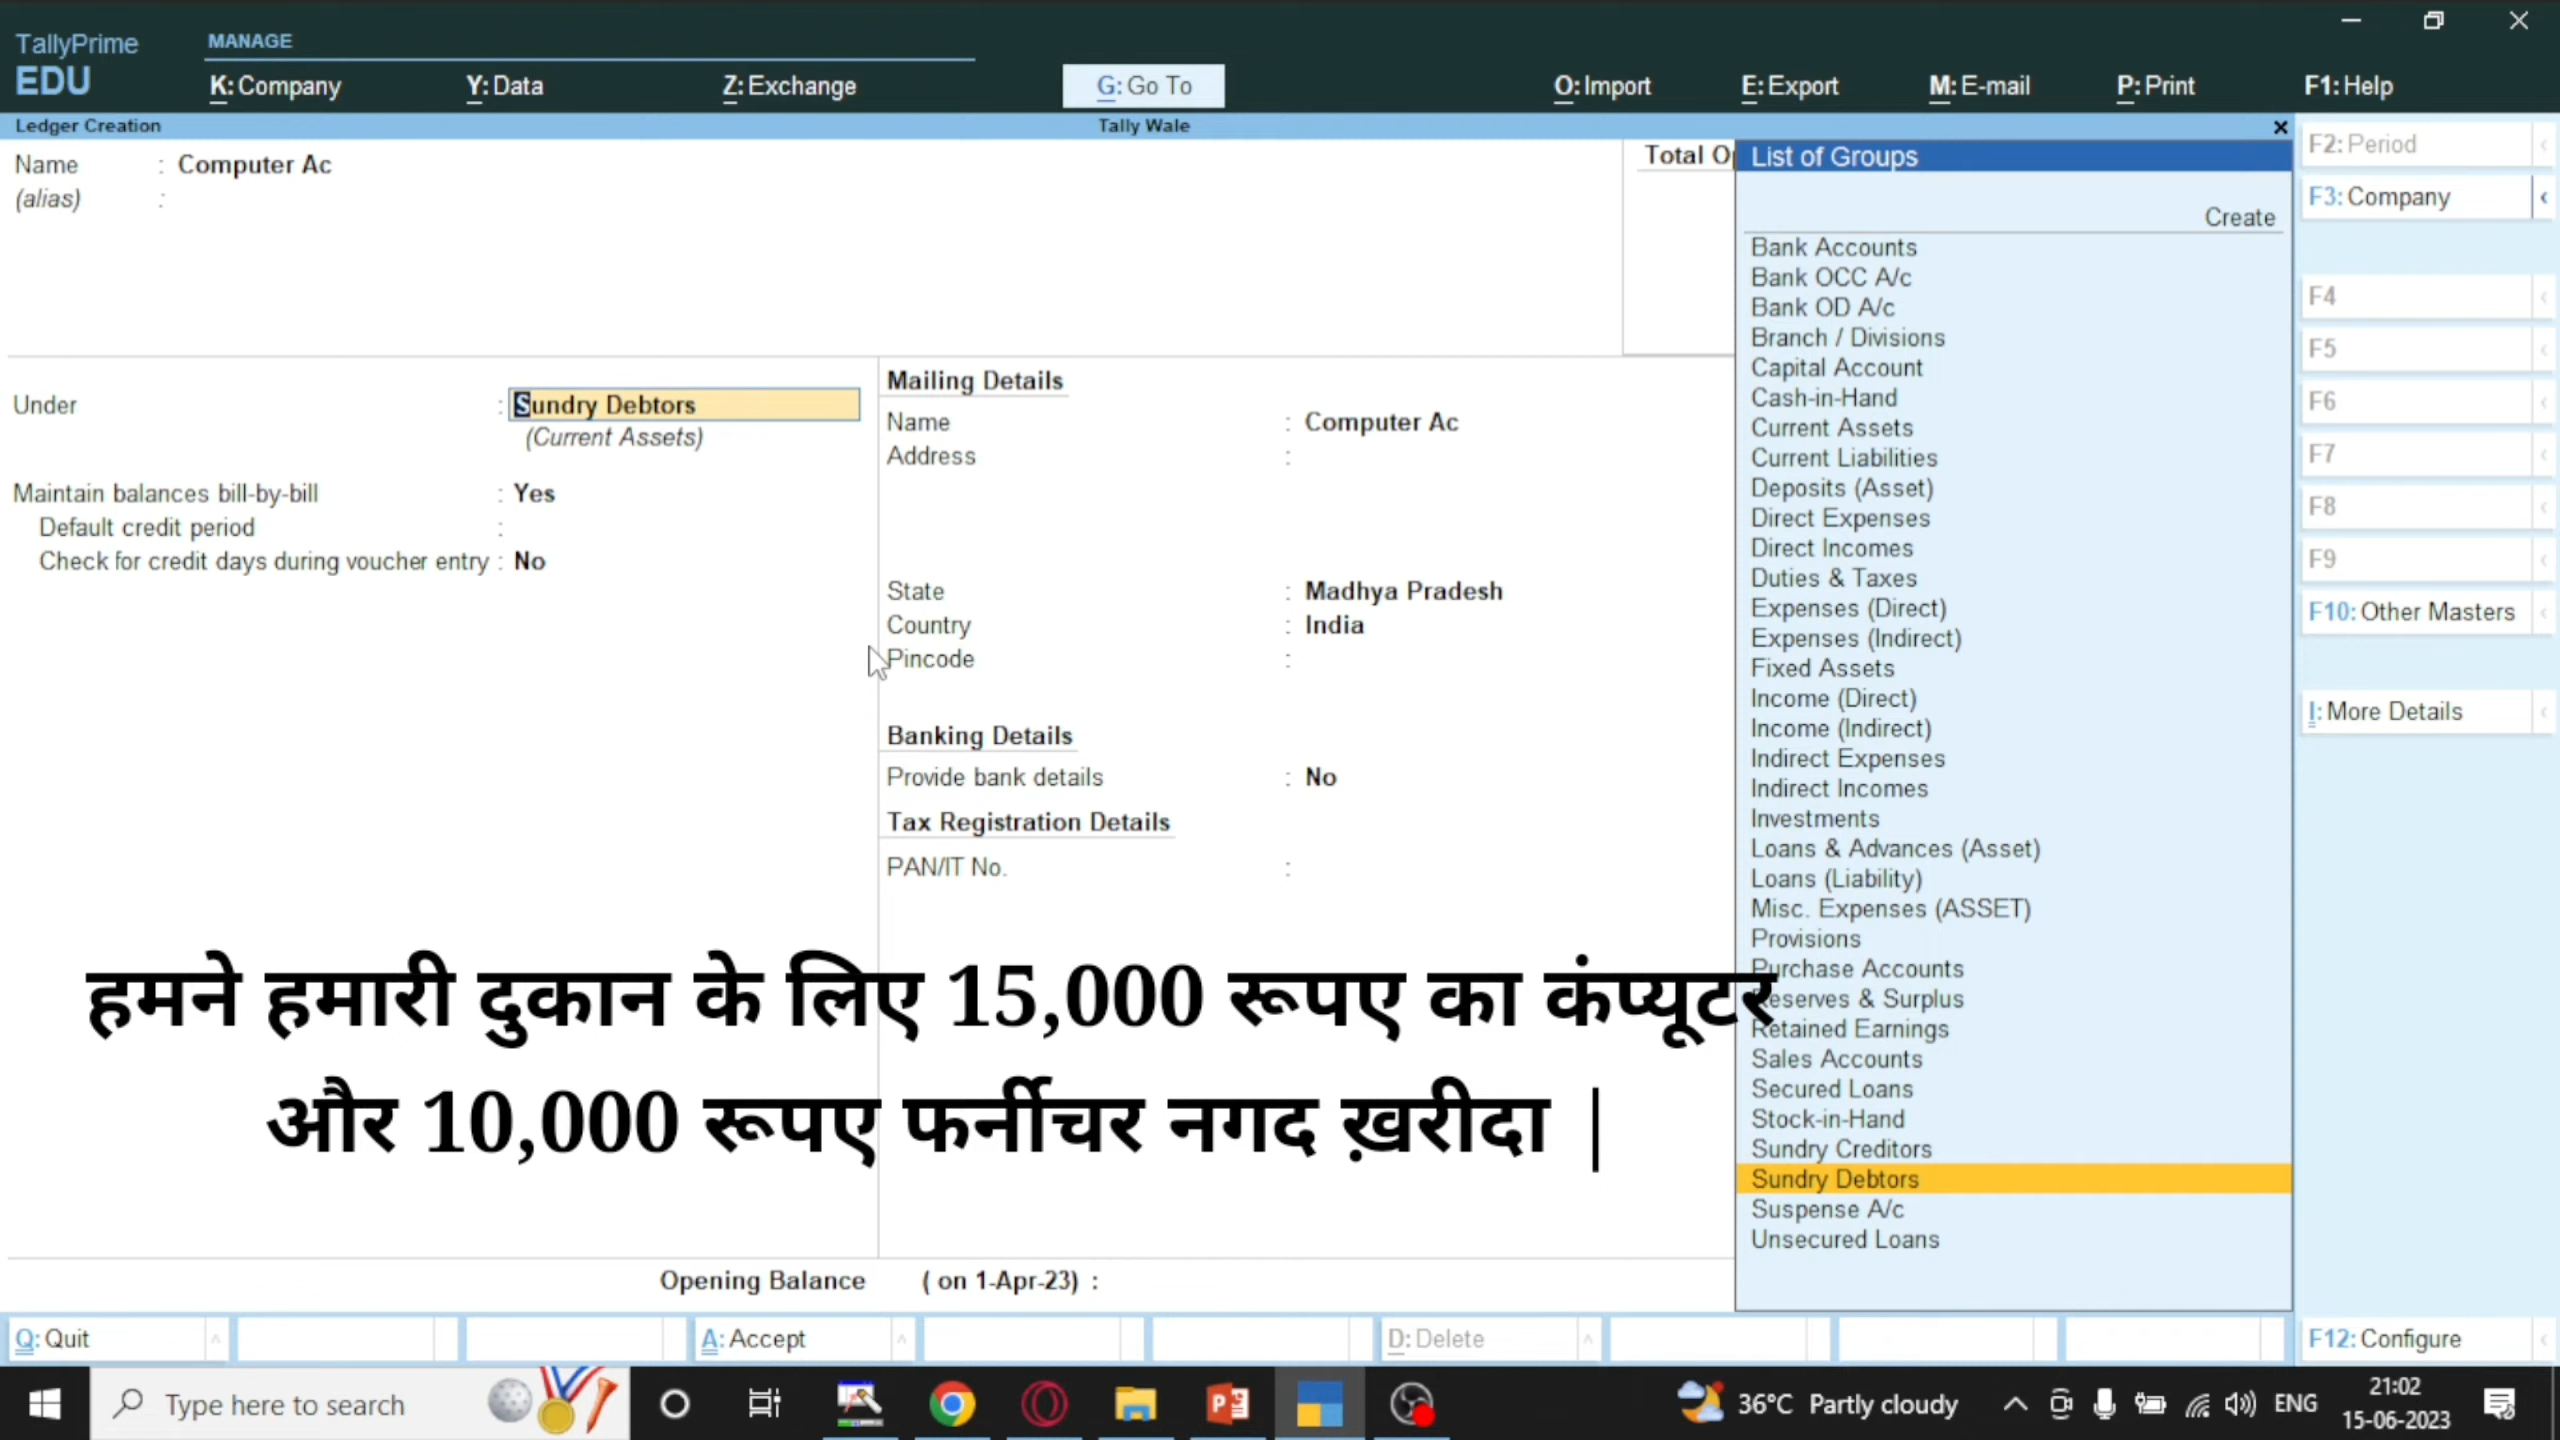 TallyPrime
EDU
MANAGE
K: Company
Y: Data
Z: Exchange
G: Go To
O: Import
E: Export
M: E-mail
P: Print
F1: Help
Ledger Creation
Tally Wale
Name : Computer Ac
(alias) :
Under : Sundry Debtors
(Current Assets)
Maintain balances bill-by-bill : Yes
Default credit period :
Check for credit days during voucher entry : No
Mailing Details
Name : Computer Ac
Address :
State : Madhya Pradesh
Country : India
Pincode :
Banking Details
Provide bank details : No
Tax Registration Details
PAN/IT No. :
हमने हमारी दुकान के लिए 15,000 रूपए का कंप्यूटर
और 10,000 रूपए फर्नीचर नगद ख़रीदा |
Opening Balance ( on 1-Apr-23) :
List of Groups
Create
Bank Accounts
Bank OCC A/c
Bank OD A/c
Branch / Divisions
Capital Account
Cash-in-Hand
Current Assets
Current Liabilities
Deposits (Asset)
Direct Expenses
Direct Incomes
Duties & Taxes
Expenses (Direct)
Expenses (Indirect)
Fixed Assets
Income (Direct)
Income (Indirect)
Indirect Expenses
Indirect Incomes
Investments
Loans & Advances (Asset)
Loans (Liability)
Misc. Expenses (ASSET)
Provisions
Purchase Accounts
Reserves & Surplus
Retained Earnings
Sales Accounts
Secured Loans
Stock-in-Hand
Sundry Creditors
Sundry Debtors
Suspense A/c
Unsecured Loans
F2: Period
F3: Company
F4
F5
F6
F7
F8
F9
F10: Other Masters
I: More Details
F12: Configure
Q: Quit
A: Accept
D: Delete
Type here to search
36°C Partly cloudy
ENG
21:02
15-06-2023